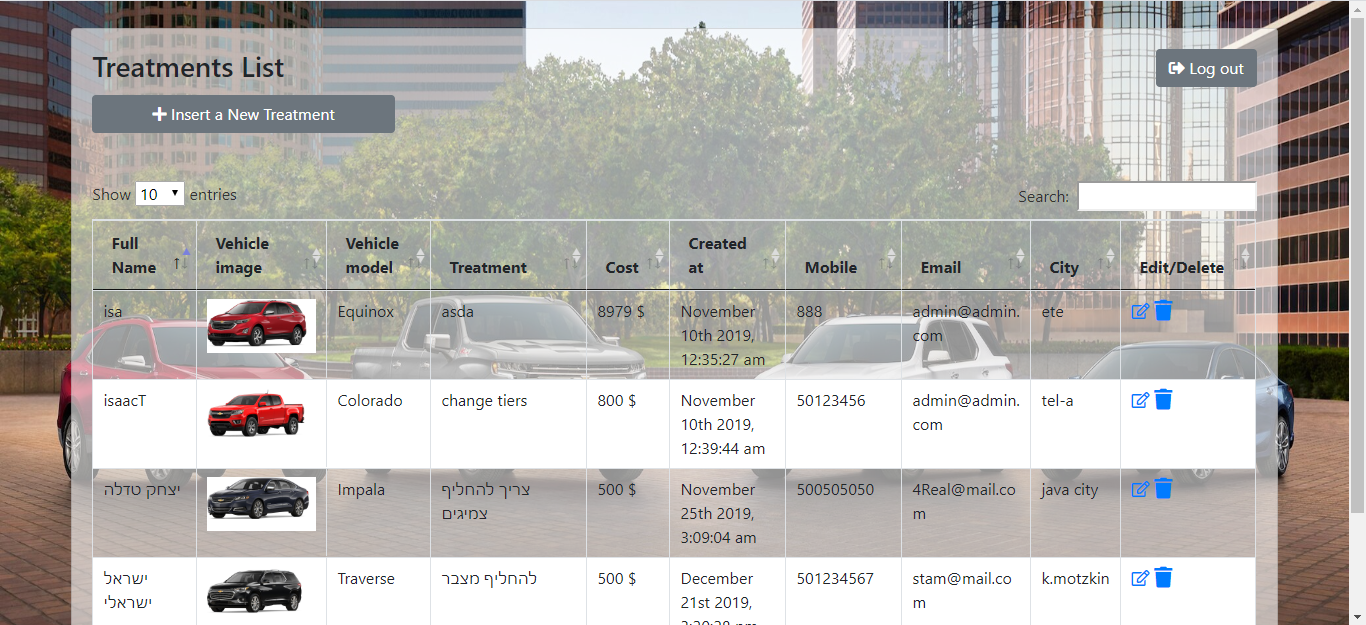 Treatments List
Log out
Insert a New Treatment
Show 10 entries
Search:
Full Name
Vehicle image
Vehicle model
Treatment
Cost
Created at
Mobile
Email
City
Edit/Delete
isa
Equinox
asda
8979 $
November
10th 2019,
12:35:27 am
888
admin@admin.
com
ete
isaacT
Colorado
change tiers
800 $
November
10th 2019,
12:39:44 am
50123456
admin@admin.
com
tel-a
יצחק טדלה
Impala
צריך להחליף
צמיגים
500 $
November
25th 2019,
3:09:04 am
500505050
4Real@mail.co
m
java city
ישראל
ישראלי
Traverse
להחליף מצבר
500 $
December
21st 2019,
501234567
stam@mail.co
m
k.motzkin